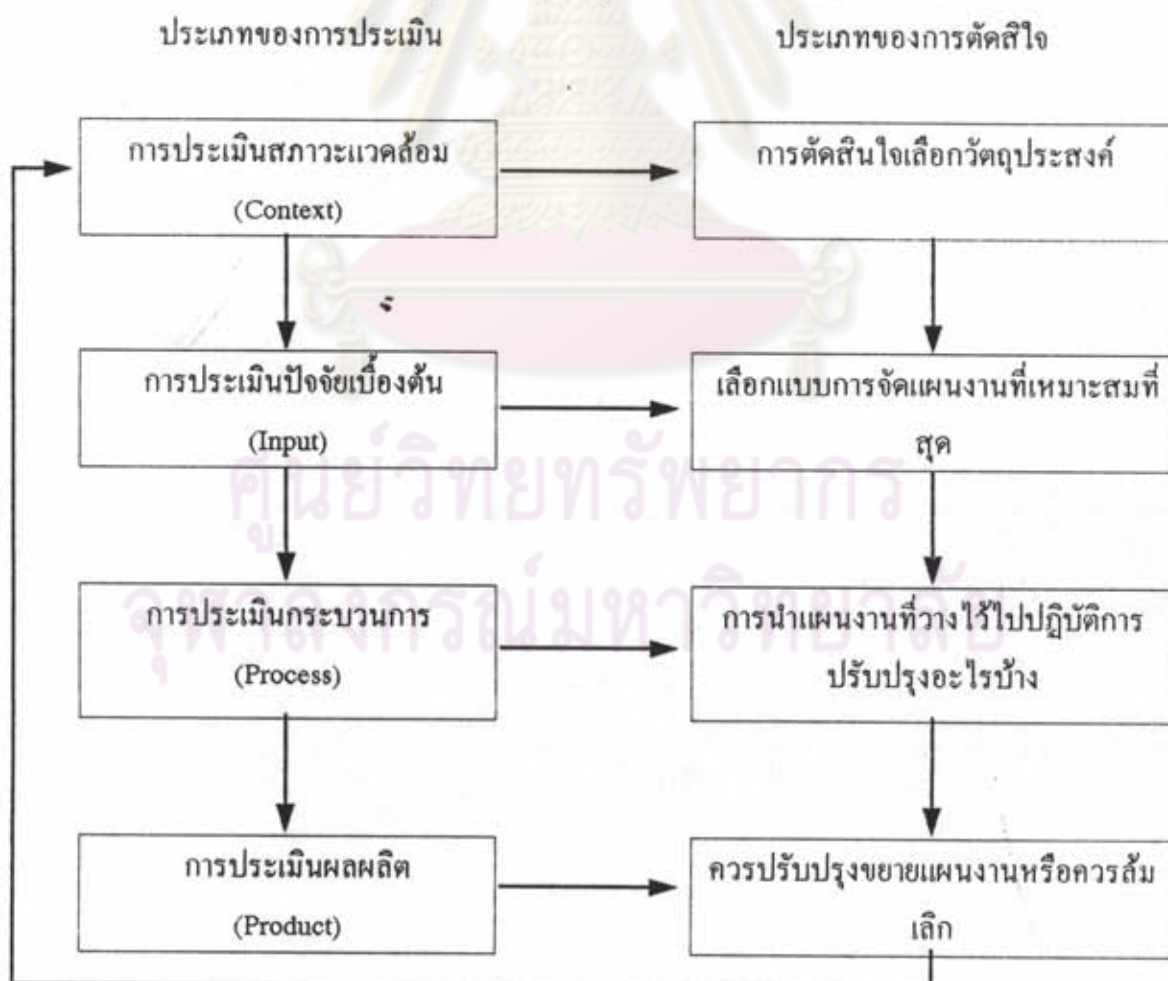 ประเภทของการประเมิน
ประเภทของการตัดสิใจ
การประเมินสภาวะแวดล้อม
(Context)
การตัดสินใจเลือกวัตถุประสงค์
การประเมินปัจจัยเบื้องต้น
(Input)
เลือกแบบการจัดแผนงานที่เหมาะสมที่
สุด
ศูนย์วิทยทรัพยากร
จุฬาลงกรณ์มหาวิทยาลัย
การประเมินกระบวนการ
(Process)
การนำแผนงานที่วางไว้ไปปฏิบัติการ
ปรับปรุงอะไรบ้าง
การประเมินผลผลิต
(Product)
ควรปรับปรุงขยายแผนงานหรือควรล้ม
เลิก